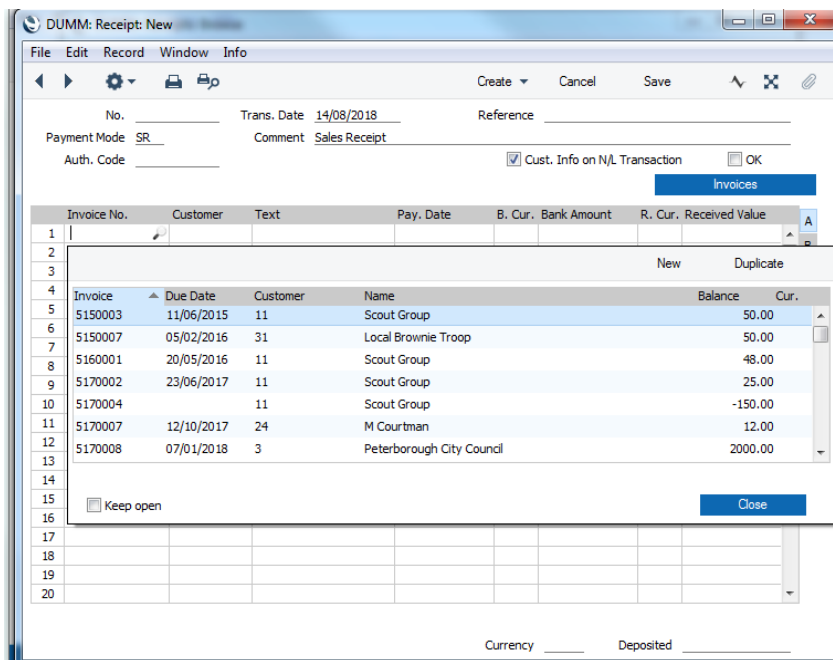 DUMM: Receipt: New
File Edit Record Window Info
Create Cancel Save
No. Trans. Date 14/08/2018 Reference
Payment Mode SR Comment Sales Receipt
Auth. Code Cust. Info on N/L Transaction OK
Invoices
Invoice No. Customer Text Pay. Date B. Cur. Bank Amount R. Cur. Received Value
A
1
2
B
3
New Duplicate
4
Invoice Due Date Customer Name Balance Cur.
5
5150003 11/06/2015 11 Scout Group 50.00
6
5150007 05/02/2016 31 Local Brownie Troop 50.00
7
5160001 20/05/2016 11 Scout Group 48.00
8
5170002 23/06/2017 11 Scout Group 25.00
9
5170004 11 Scout Group -150.00
10
5170007 12/10/2017 24 M Courtman 12.00
11
5170008 07/01/2018 3 Peterborough City Council 2000.00
12
13
14
15
Keep open Close
16
17
18
19
20
Currency Deposited